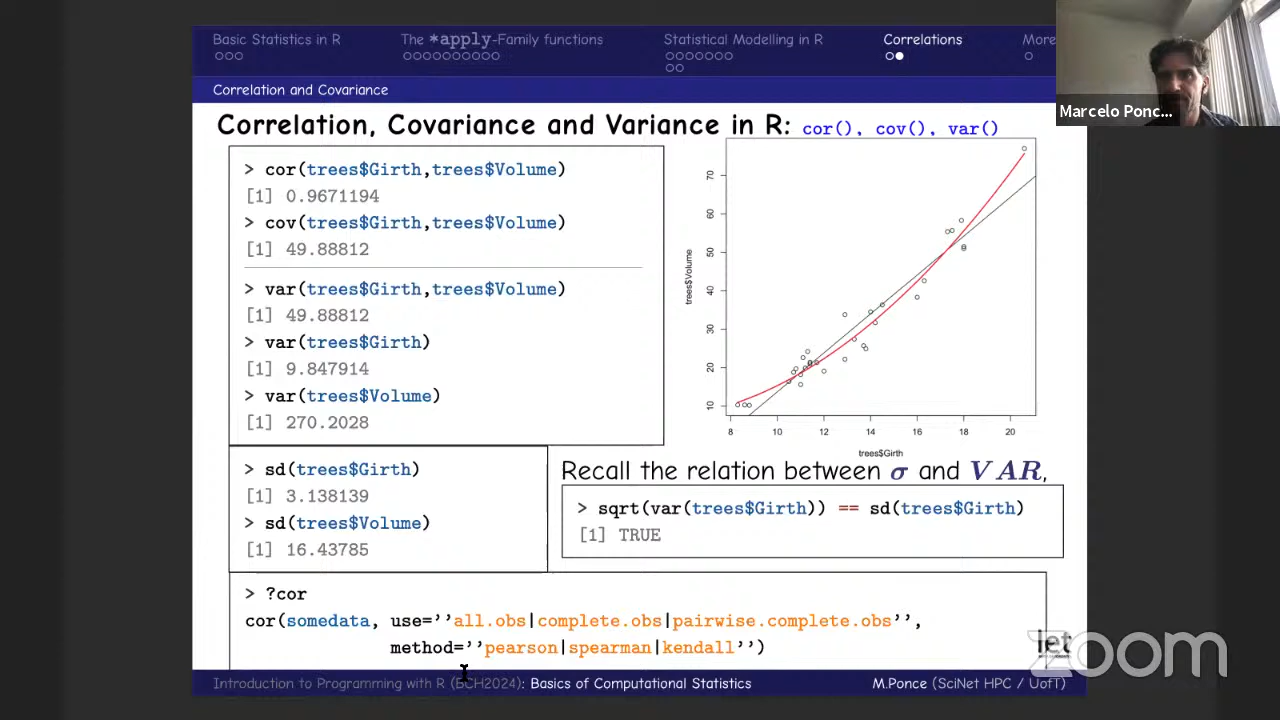 Basic Statistics in R
The *apply-Family functions
Statistical Modelling in R
Correlations
More
Marcelo Ponc...
Correlation and Covariance
Correlation, Covariance and Variance in R: cor(), cov(), var()
> cor(trees$Girth,trees$Volume)
[1] 0.9671194
> cov(trees$Girth,trees$Volume)
[1] 49.88812
> var(trees$Girth,trees$Volume)
[1] 49.88812
> var(trees$Girth)
[1] 9.847914
> var(trees$Volume)
[1] 270.2028
trees$Volume
70
60
50
40
30
20
10
8 10 12 14 16 18 20
trees$Girth
> sd(trees$Girth)
[1] 3.138139
> sd(trees$Volume)
[1] 16.43785
Recall the relation between σ and VAR,
> sqrt(var(trees$Girth)) == sd(trees$Girth)
[1] TRUE
> ?cor
cor(somedata, use=’’all.obs|complete.obs|pairwise.complete.obs’’,
method=’’pearson|spearman|kendall’’)
zoom
Introduction to Programming with R (BCH2024): Basics of Computational Statistics
M.Ponce (SciNet HPC / UofT)